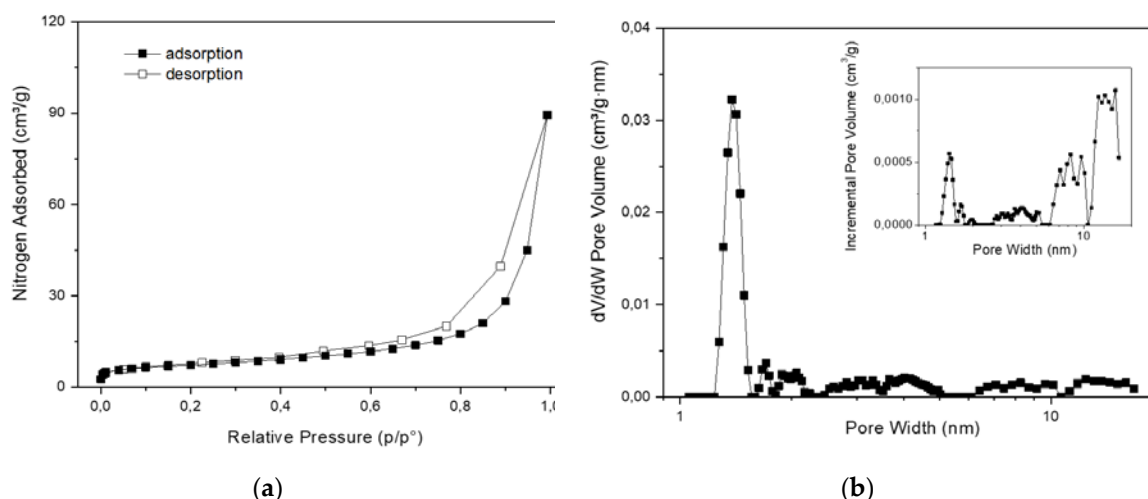 120
90
60
30
0
Nitrogen Adsorbed (cm³/g)
adsorption
desorption
0,0 0,2 0,4 0,6 0,8 1,0
Relative Pressure (p/p°)
(a)
0,04
0,03
0,02
0,01
0,00
dV/dW Pore Volume (cm³/g·nm)
1 10
Pore Width (nm)
0,0010
0,0005
0,0000
Incremental Pore Volume (cm³/g)
1 10
Pore Width (nm)
(b)